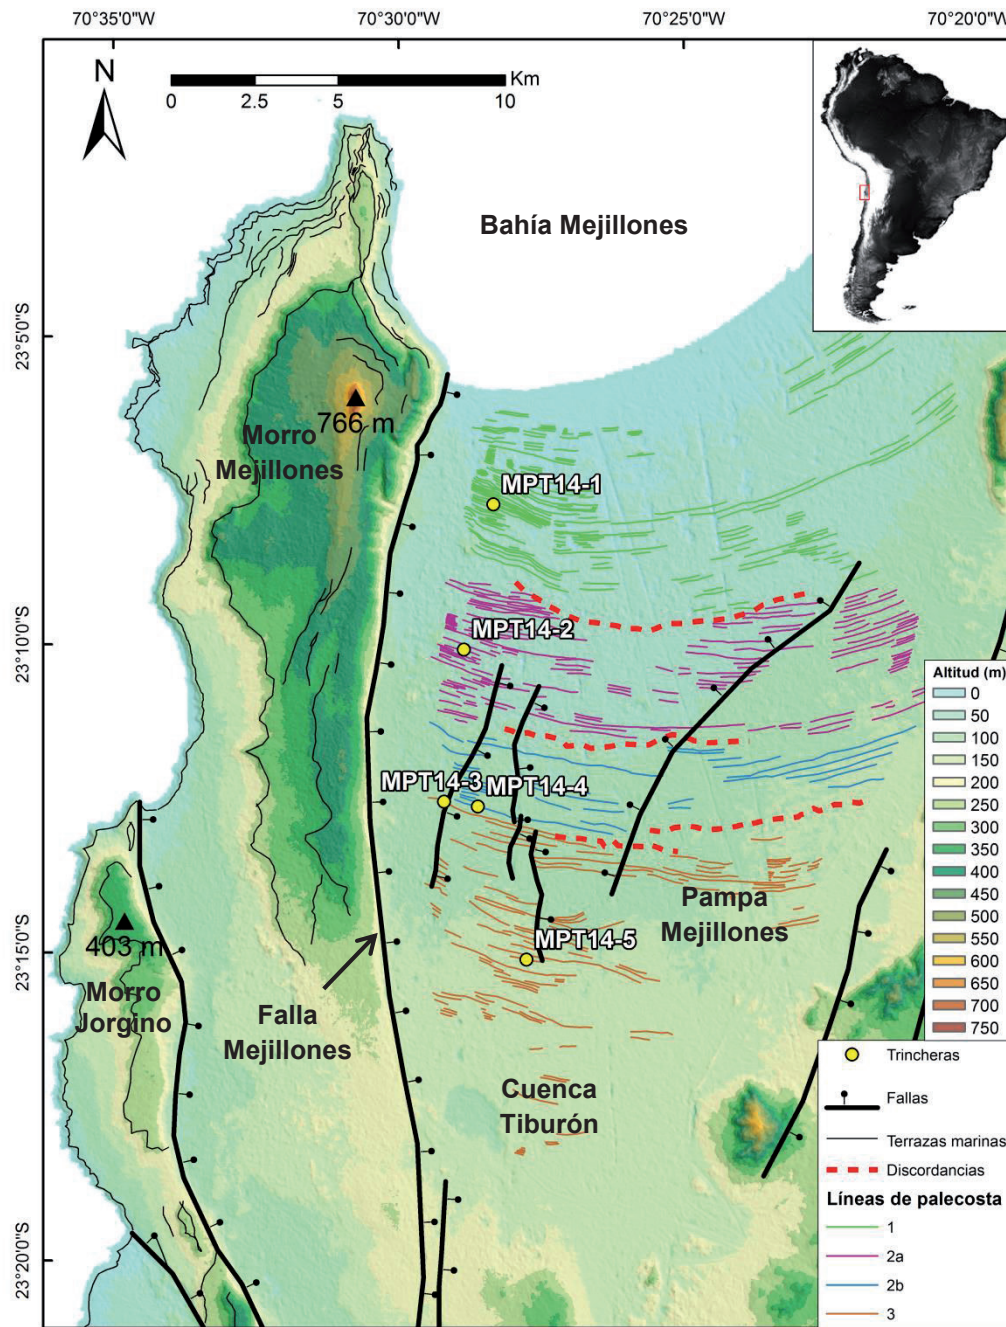 70°35'0"W
70°30'0"W
70°25'0"W
70°20'0"W
N
Km
0
2.5
5
10
Bahía Mejillones
23°5'0"S
766 m
Morro
Mejillones
MPT14-1
23°10'0"S
MPT14-2
Altitud (m)
0
50
100
150
200
250
300
350
400
450
500
550
600
650
700
750
MPT14-3
MPT14-4
Pampa
Mejillones
403 m
23°15'0"S
MPT14-5
Morro
Jorgino
Falla
Mejillones
Cuenca
Tiburón
Trincheras
Fallas
Terrazas marinas
Discordancias
Líneas de palecosta
1
2a
2b
3
23°20'0"S